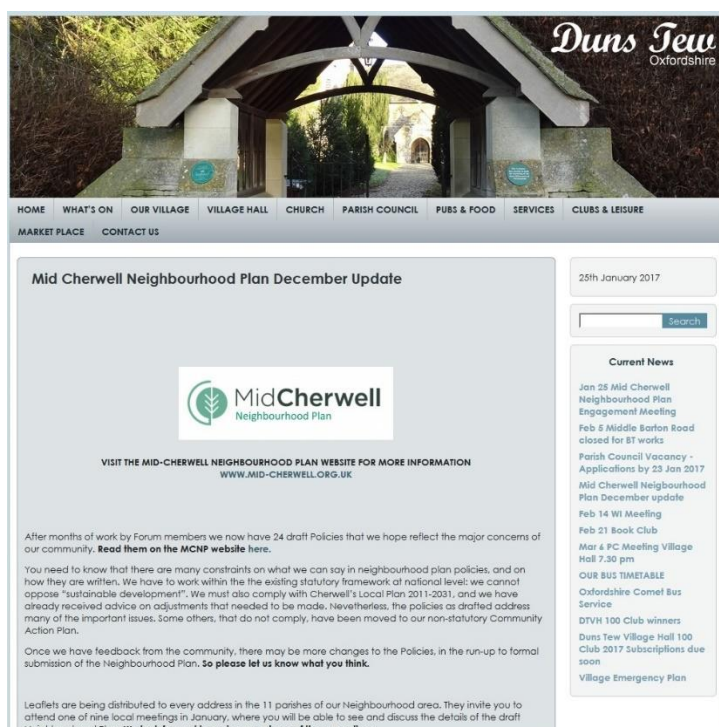 Duns Tew
Oxfordshire
HOME WHAT'S ON OUR VILLAGE VILLAGE HALL CHURCH PARISH COUNCIL PUBS & FOOD SERVICES CLUBS & LEISURE
MARKET PLACE CONTACT US
Mid Cherwell Neighbourhood Plan December Update
MidCherwell
Neighbourhood Plan
VISIT THE MID-CHERWELL NEIGHBOURHOOD PLAN WEBSITE FOR MORE INFORMATION
WWW.MID-CHERWELL.ORG.UK
After months of work by Forum members we now have 24 draft Policies that we hope reflect the major concerns of
our community. Read them on the MCNP website here.
You need to know that there are many constraints on what we can say in neighbourhood plan policies, and on
how they are written. We have to work within the the existing statutory framework at national level: we cannot
oppose "sustainable development". We must also comply with Cherwell's Local Plan 2011-2031, and we have
already received advice on adjustments that needed to be made. Nevetheless, the policies as drafted address
many of the important issues. Some others, that do not comply, have been moved to our non-statutory Community
Action Plan.
Once we have feedback from the community, there may be more changes to the Policies, in the run-up to formal
submission of the Neighbourhood Plan. So please let us know what you think.
Leaflets are being distributed to every address in the 11 parishes of our Neighbourhood area. They invite you to
attend one of nine local meetings in January, where you will be able to see and discuss the details of the draft
25th January 2017
Search
Current News
Jan 25 Mid Cherwell
Neighbourhood Plan
Engagement Meeting
Feb 5 Middle Barton Road
closed for BT works
Parish Council Vacancy -
Applications by 23 Jan 2017
Mid Cherwell Neigbourhood
Plan December update
Feb 14 WI Meeting
Feb 21 Book Club
Mar 6 PC Meeting Village
Hall 7.30 pm
OUR BUS TIMETABLE
Oxfordshire Comet Bus
Service
DTVH 100 Club winners
Duns Tew Village Hall 100
Club 2017 Subscriptions due
soon
Village Emergency Plan